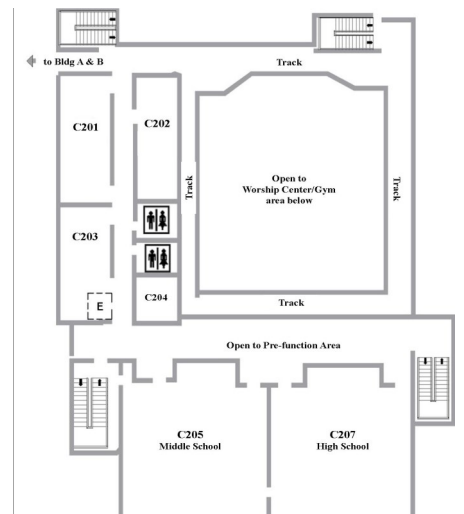 to Bldg A & B
Track
C201
C202
Open to
Worship Center/Gym
area below
Track
Track
C203
E
C204
Track
Open to Pre-function Area
C205
Middle School
C207
High School